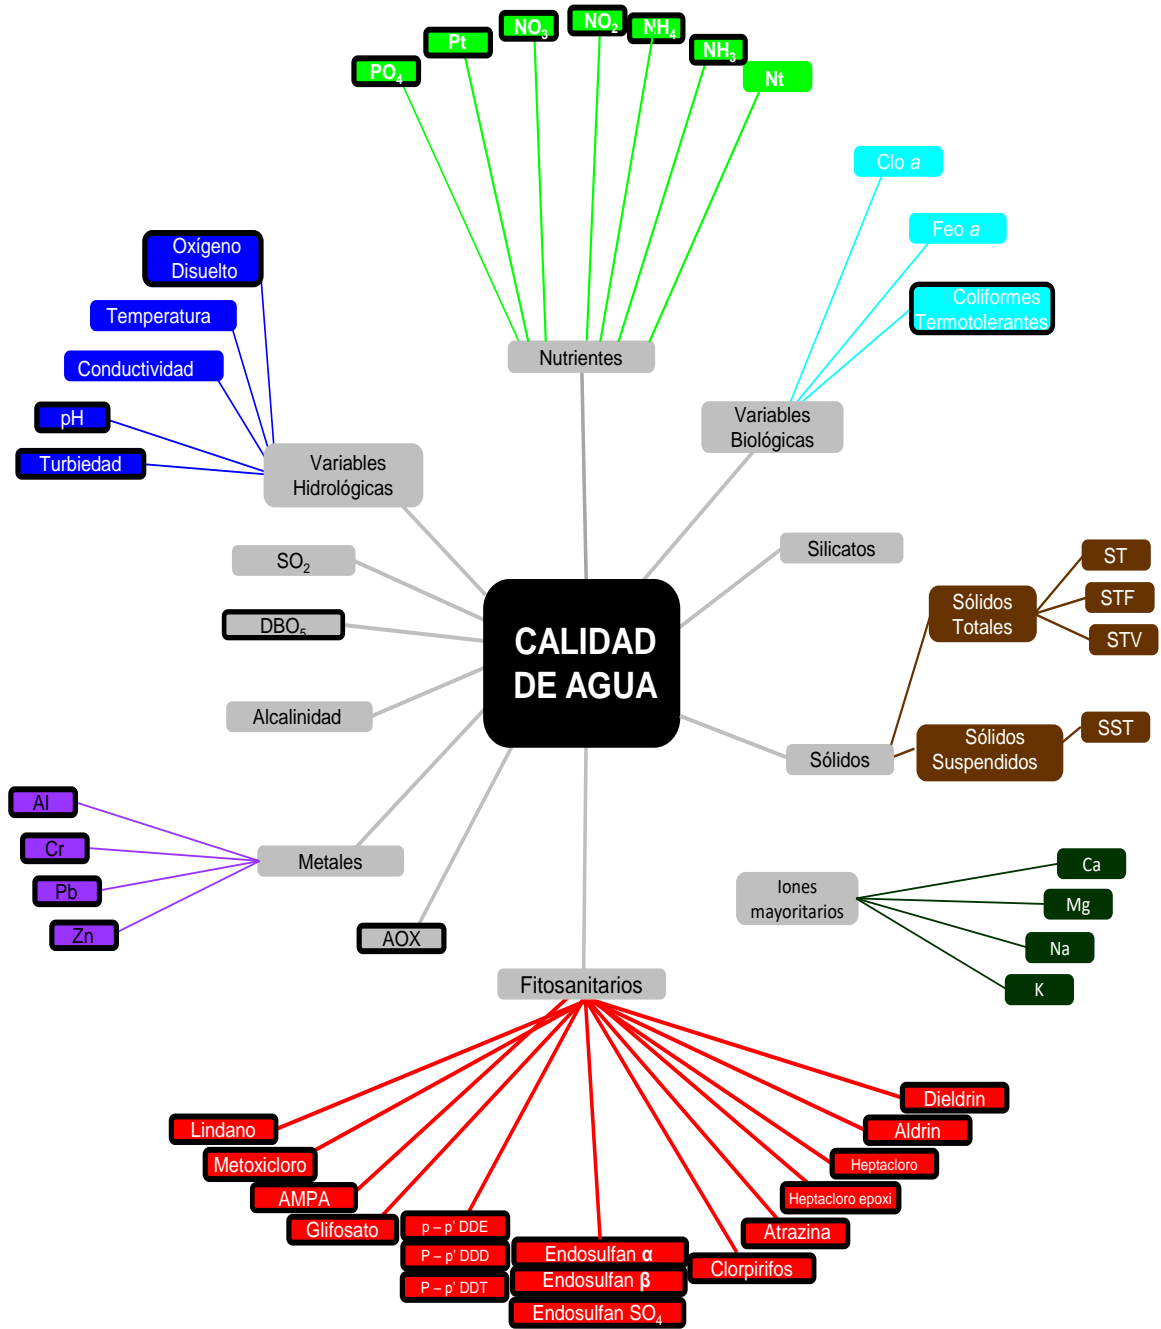 PO₄
Pt
NO₃
NO₂
NH₄
NH₃
Nt
Clo a
Feo a
Coliformes
Termotolerantes
Oxígeno
Disuelto
Temperatura
Conductividad
pH
Turbiedad
Nutrientes
Variables
Biológicas
Variables
Hidrológicas
SO₂
DBO₅
Alcalinidad
Silicatos
CALIDAD
DE AGUA
Sólidos
Totales
ST
STF
STV
Sólidos
Sólidos
Suspendidos
SST
Al
Cr
Pb
Zn
Metales
AOX
Iones
mayoritarios
Ca
Mg
Na
K
Fitosanitarios
Lindano
Metoxicloro
AMPA
Glifosato
p – p' DDE
P – p' DDD
P – p' DDT
Endosulfan α
Endosulfan β
Endosulfan SO₄
Clorpirifos
Atrazina
Heptacloro epoxi
Heptacloro
Aldrin
Dieldrin